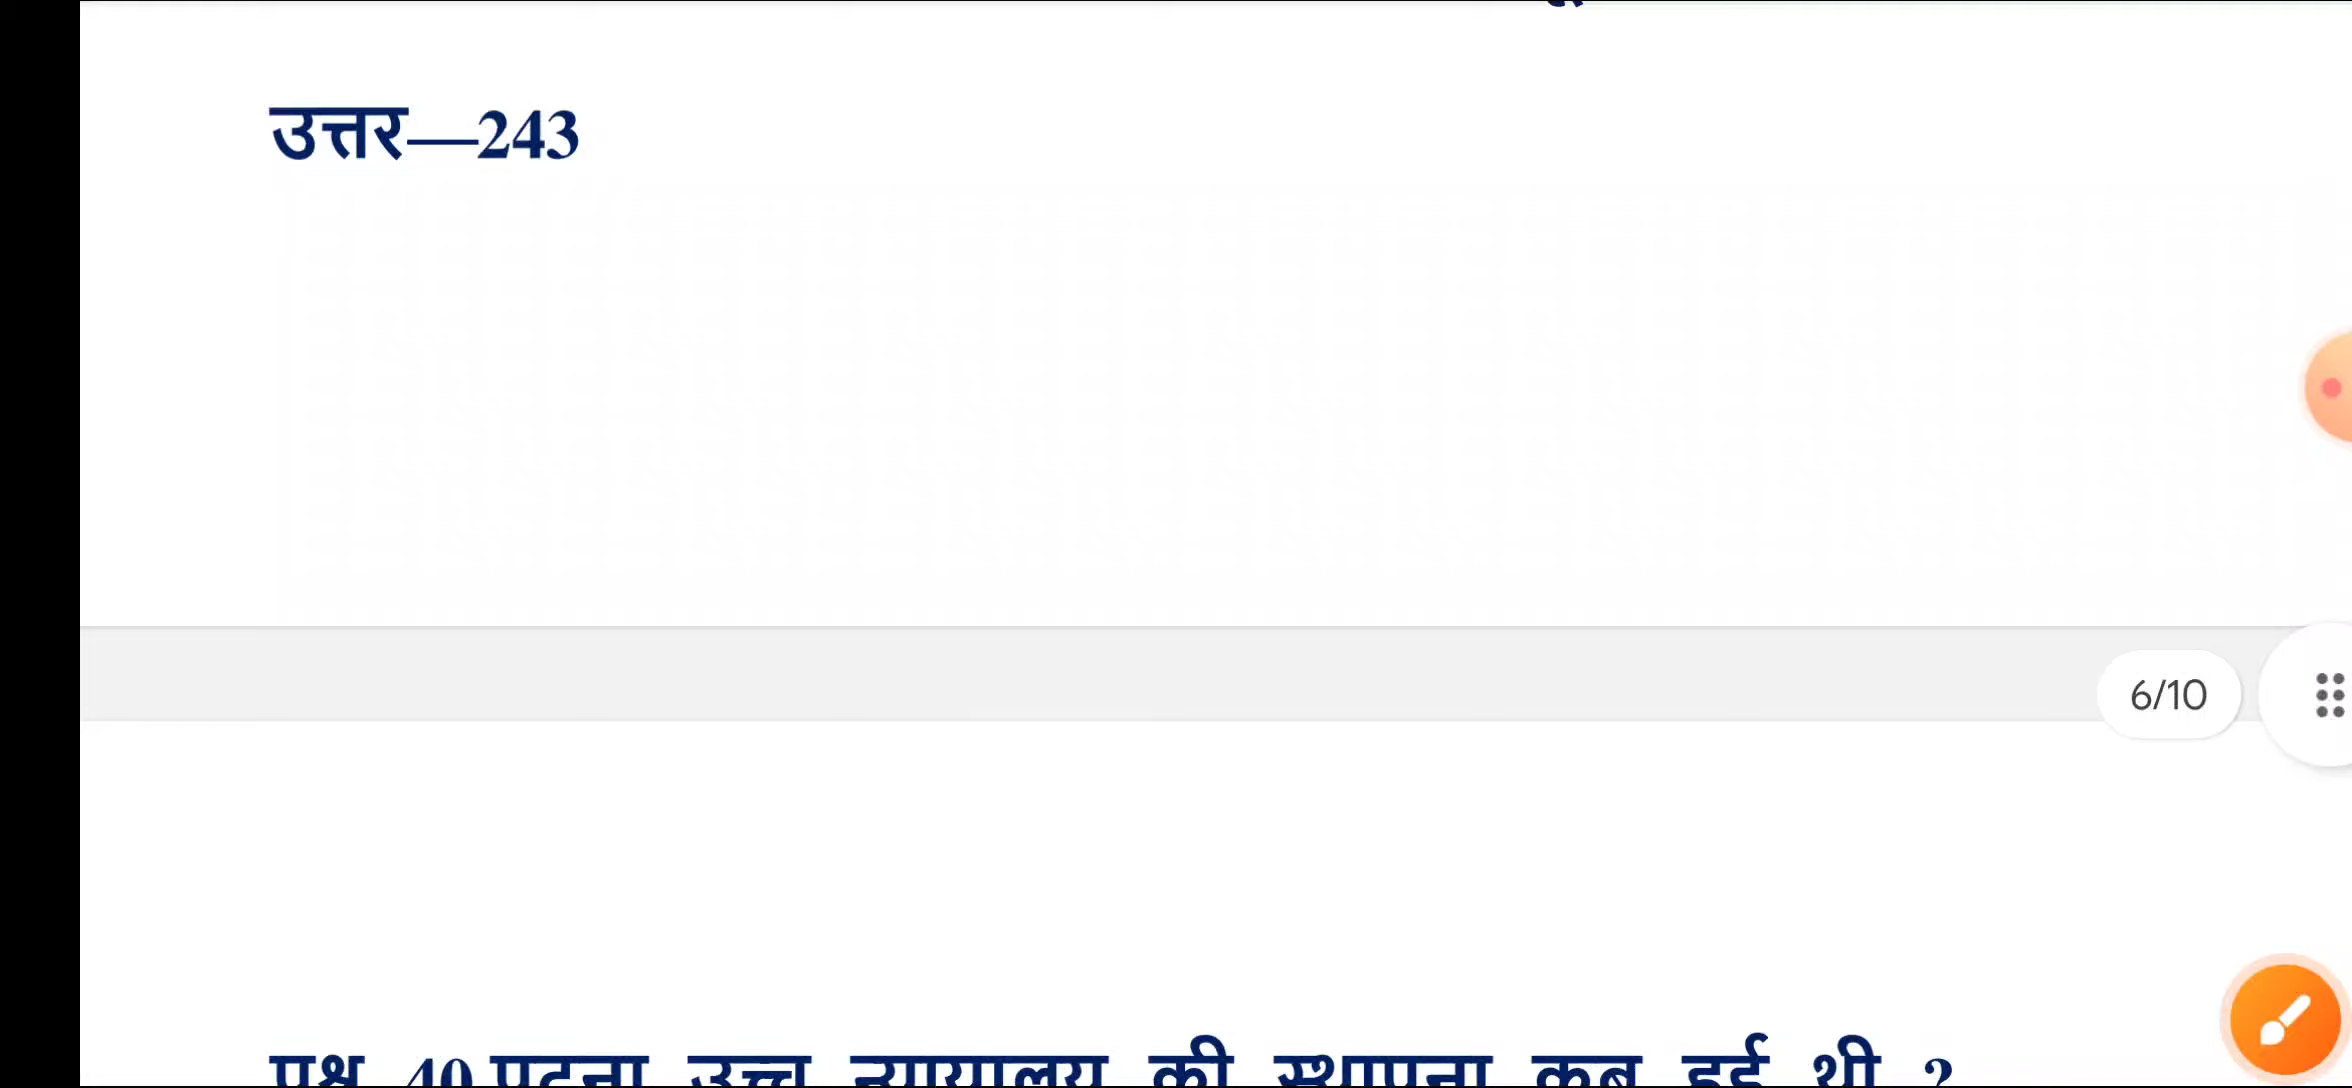 उत्तर—243
6/10
प्रश्न 40 पटना उच्च न्यायालय की स्थापना कब हुई थी ?